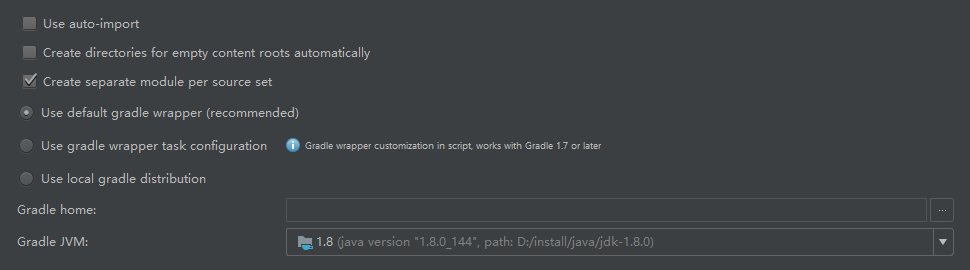 Use auto-import
Create directories for empty content roots automatically
Create separate module per source set
Use default gradle wrapper (recommended)
Use gradle wrapper task configuration Gradle wrapper customization in script, works with Gradle 1.7 or later
Use local gradle distribution
Gradle home: ...
Gradle JVM: 1.8 (java version "1.8.0_144", path: D:/install/java/jdk-1.8.0)